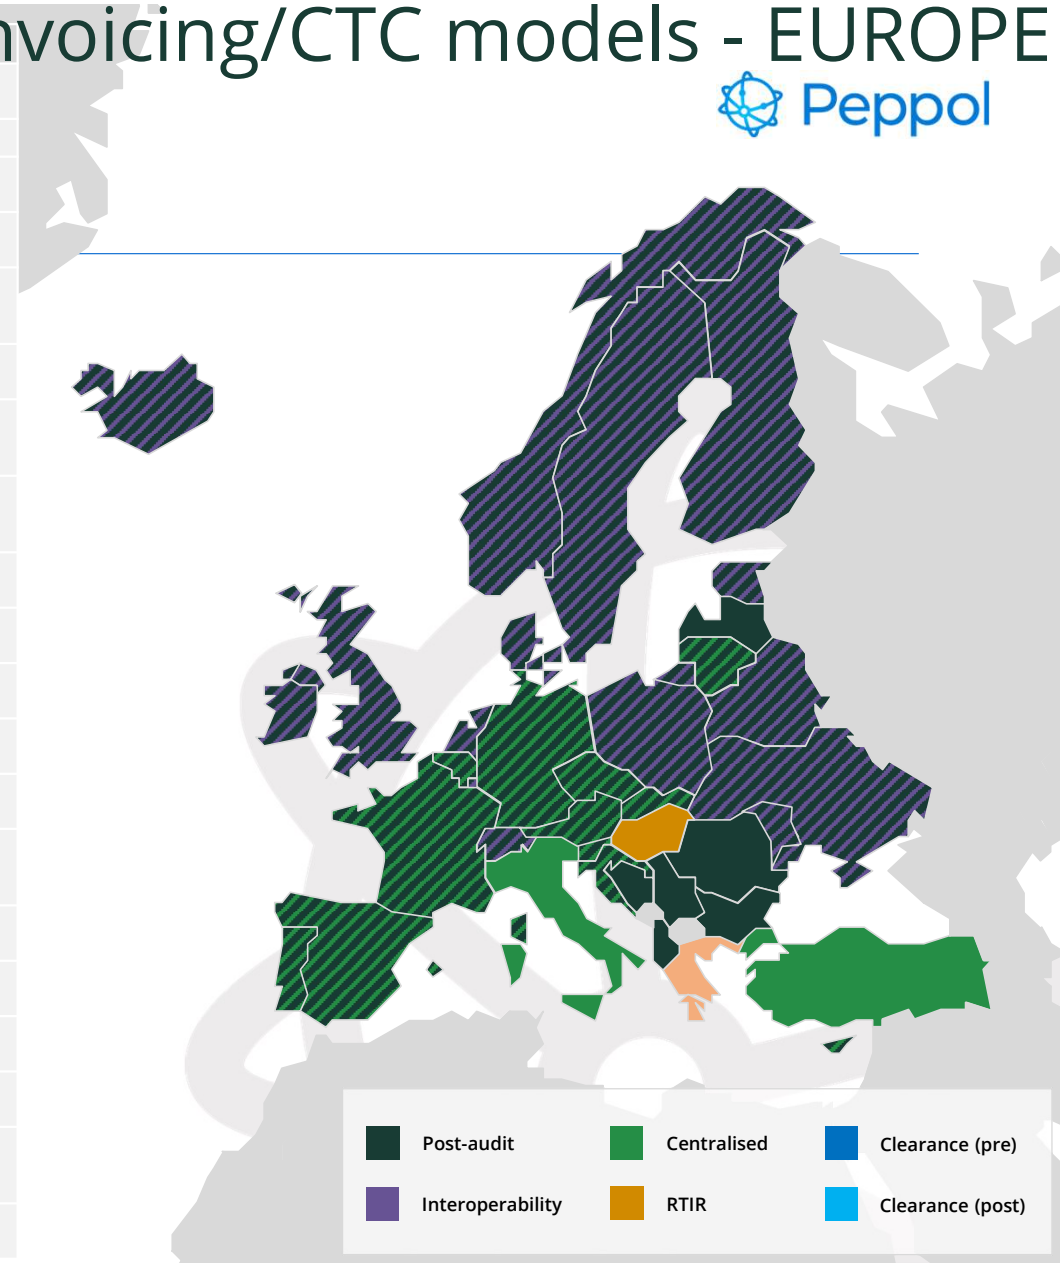 nvoicing/CTC models - EUROPE
Peppol
Post-audit
Centralised
Clearance (pre)
Interoperability
RTIR
Clearance (post)